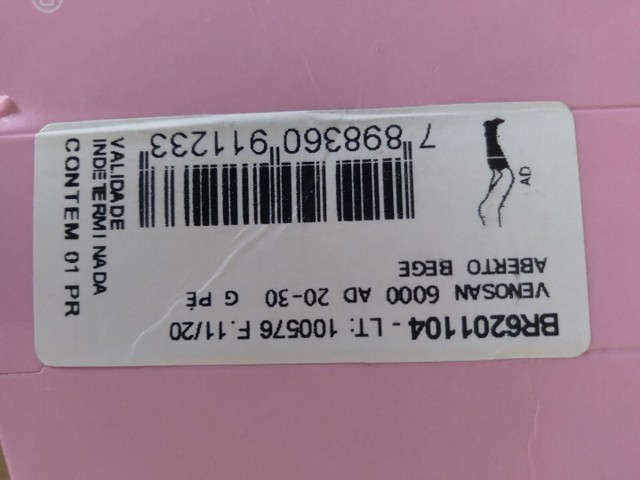 BR6201104 - LT: 100576 F.11/20
VENOSAN 6000 AD 20-30 G PÉ
ABERTO BEGE
AD
7 898360 911233
VALIDADE
INDETERMINADA
CONTEM 01 PR